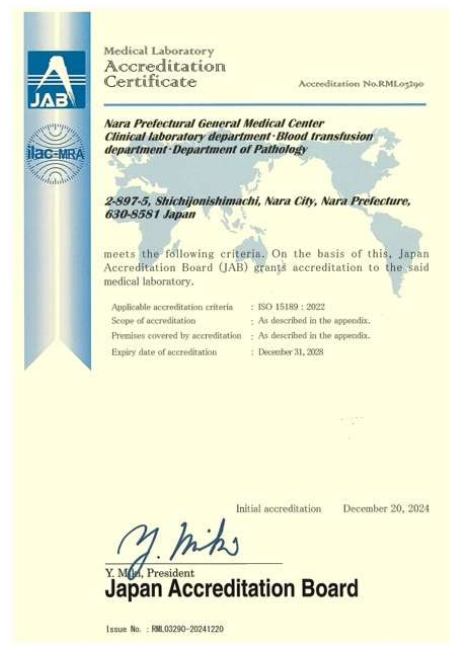 JAB
ilac-MRA
Medical Laboratory
Accreditation
Certificate
Accreditation No.RML03290
Nara Prefectural General Medical Center
Clinical laboratory department·Blood transfusion
department·Department of Pathology
2-897-5, Shichijonishimachi, Nara City, Nara Prefecture,
630-8581 Japan
meets the following criteria. On the basis of this, Japan
Accreditation Board (JAB) grants accreditation to the said
medical laboratory.
Applicable accreditation criteria : ISO 15189 : 2022
Scope of accreditation : As described in the appendix.
Premises covered by accreditation : As described in the appendix.
Expiry date of accreditation : December 31, 2028
Initial accreditation December 20, 2024
Y. Miki
Y. Miki, President
Japan Accreditation Board
Issue No. : RML03290-20241220